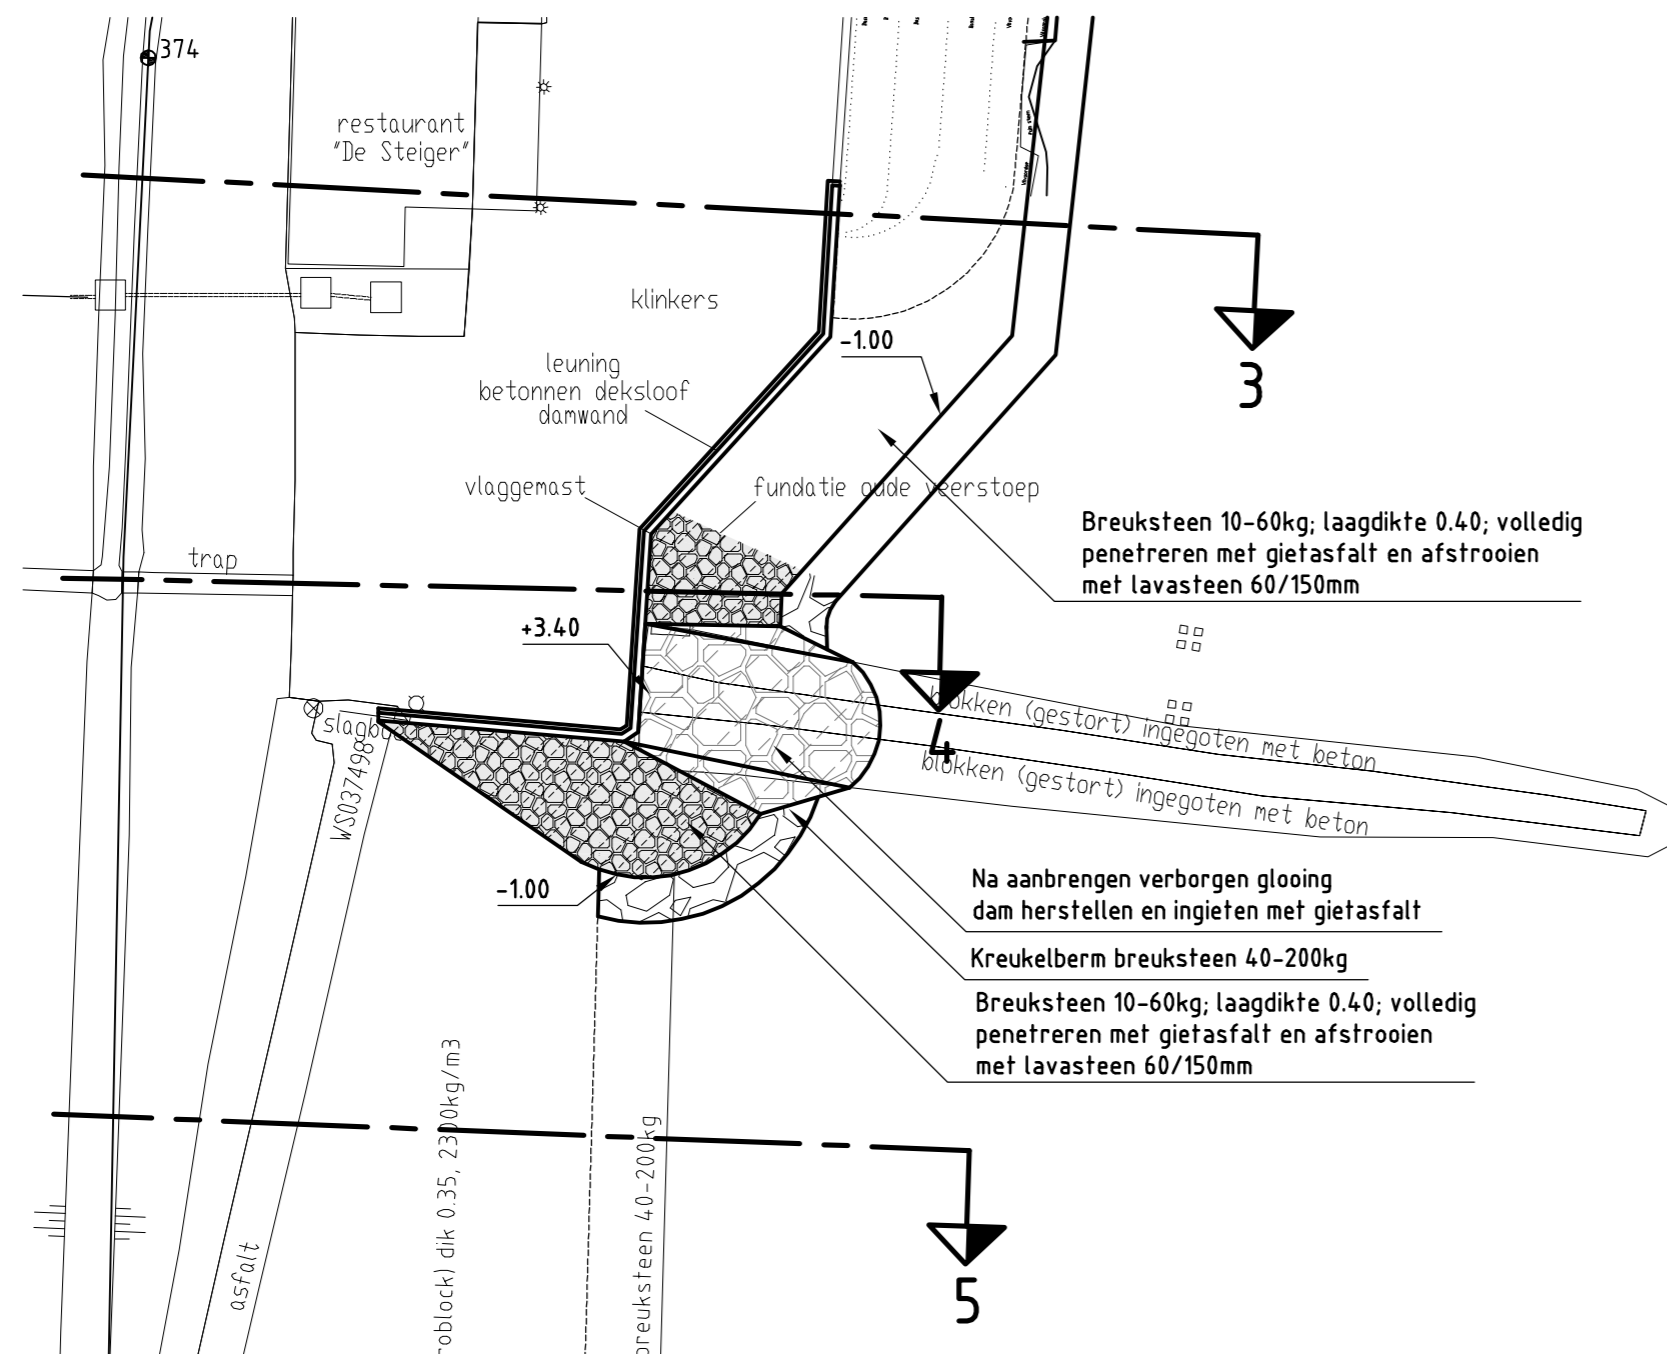 374
restaurant
"De Steiger"
klinkers
3
-1.00
leuning
betonnen deksloof
damwand
vlaggemast
fundatie oude veerstoep
Breuksteen 10-60kg; laagdikte 0.40; volledig
penetreren met gietasfalt en afstrooien
met lavasteen 60/150mm
trap
+3.40
4
blokken (gestort) ingegoten met beton
blokken (gestort) ingegoten met beton
WS037498
-1.00
Na aanbrengen verborgen glooing
dam herstellen en ingieten met gietasfalt
Kreukelberm breuksteen 40-200kg
Breuksteen 10-60kg; laagdikte 0.40; volledig
penetreren met gietasfalt en afstrooien
met lavasteen 60/150mm
roblock) dik 0.35, 2300kg/m3
breuksteen 40-200kg
asfalt
5